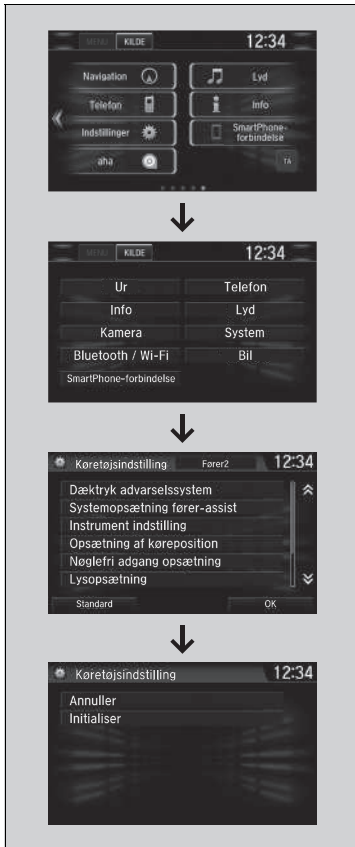 MENU KILDE 12:34
Navigation Lyd
Telefon Info
Indstillinger SmartPhone-
forbindelse
aha TA
MENU KILDE 12:34
Ur Telefon
Info Lyd
Kamera System
Bluetooth / Wi-Fi Bil
SmartPhone-forbindelse
Køretøjsindstilling Fører2 12:34
Dæktryk advarselssystem
Systemopsætning fører-assist
Instrument indstilling
Opsætning af køreposition
Nøglefri adgang opsætning
Lysopsætning
Standard OK
Køretøjsindstilling 12:34
Annuller
Initialiser